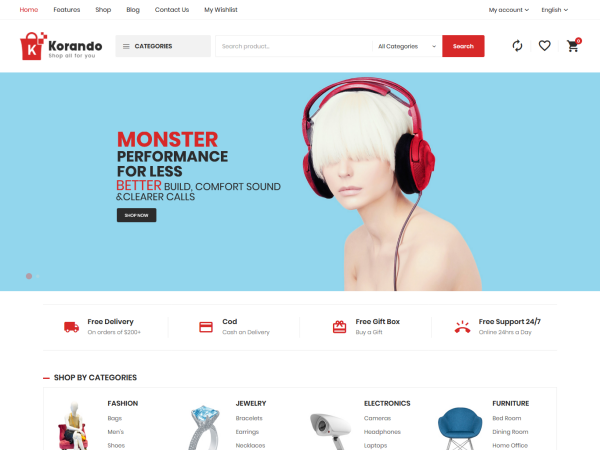 Home Features Shop Blog Contact Us My Wishlist My account English
K Korando
Shop all for you
CATEGORIES Search product... All Categories Search 0
MONSTER
PERFORMANCE
FOR LESS
BETTER BUILD, COMFORT SOUND
&CLEARER CALLS
SHOP NOW
Free Delivery
On orders of $200+
Cod
Cash on Delivery
Free Gift Box
Buy a Gift
Free Support 24/7
Online 24hrs a Day
SHOP BY CATEGORIES
FASHION
Bags
Men's
Shoes
JEWELRY
Bracelets
Earrings
Necklaces
ELECTRONICS
Cameras
Headphones
Laptops
FURNITURE
Bed Room
Dining Room
Home Office